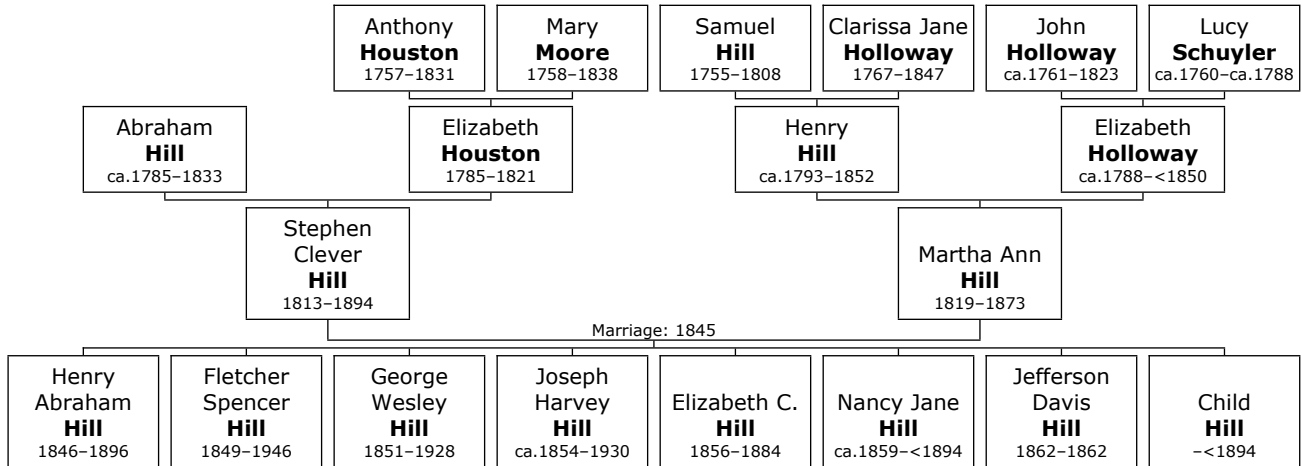 Anthony
Houston
1757–1831
Mary
Moore
1758–1838
Samuel
Hill
1755–1808
Clarissa Jane
Holloway
1767–1847
John
Holloway
ca.1761–1823
Lucy
Schuyler
ca.1760–ca.1788
Abraham
Hill
ca.1785–1833
Elizabeth
Houston
1785–1821
Henry
Hill
ca.1793–1852
Elizabeth
Holloway
ca.1788–<1850
Stephen
Clever
Hill
1813–1894
Martha Ann
Hill
1819–1873
Marriage: 1845
Henry
Abraham
Hill
1846–1896
Fletcher
Spencer
Hill
1849–1946
George
Wesley
Hill
1851–1928
Joseph
Harvey
Hill
ca.1854–1930
Elizabeth C.
Hill
1856–1884
Nancy Jane
Hill
ca.1859–<1894
Jefferson
Davis
Hill
1862–1862
Child
Hill
–<1894